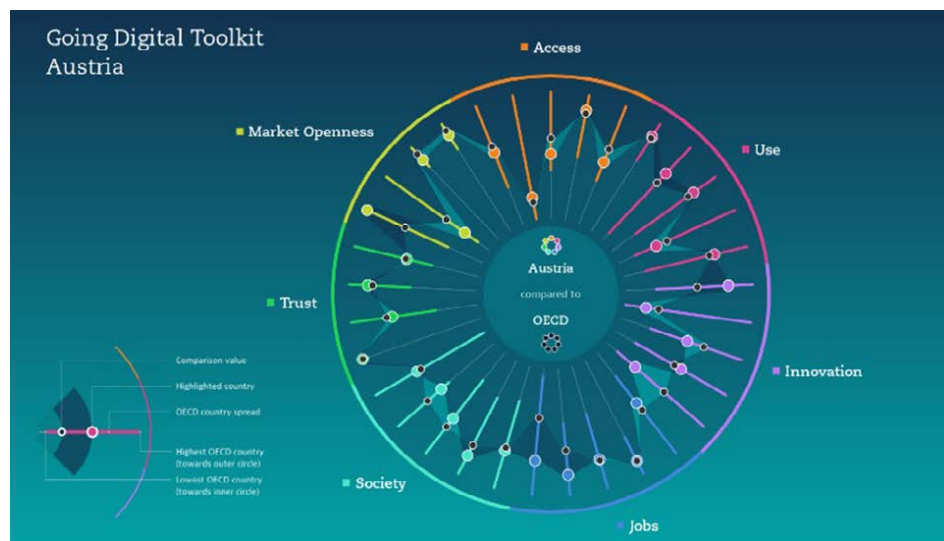 Going Digital Toolkit
Austria
Access
Market Openness
Use
Austria
compared to
OECD
Trust
Innovation
Society
Jobs
Comparison value
Highlighted country
OECD country spread
Highest OECD country
(towards outer circle)
Lowest OECD country
(towards inner circle)